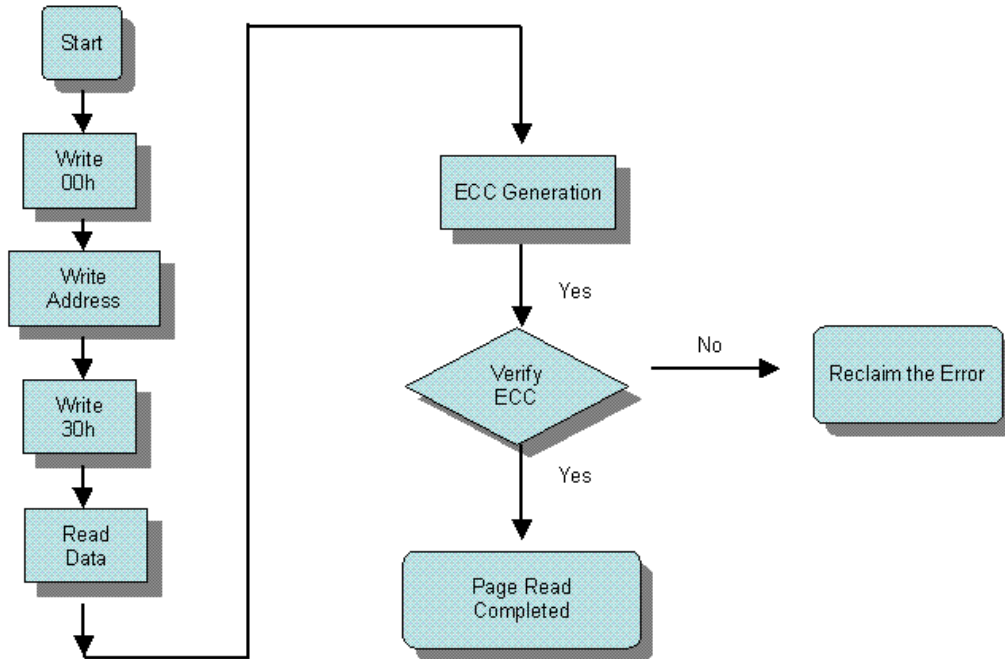 Start
Write
00h
Write
Address
Write
30h
Read
Data
ECC Generation
Yes
Verify
ECC
No
Reclaim the Error
Yes
Page Read
Completed